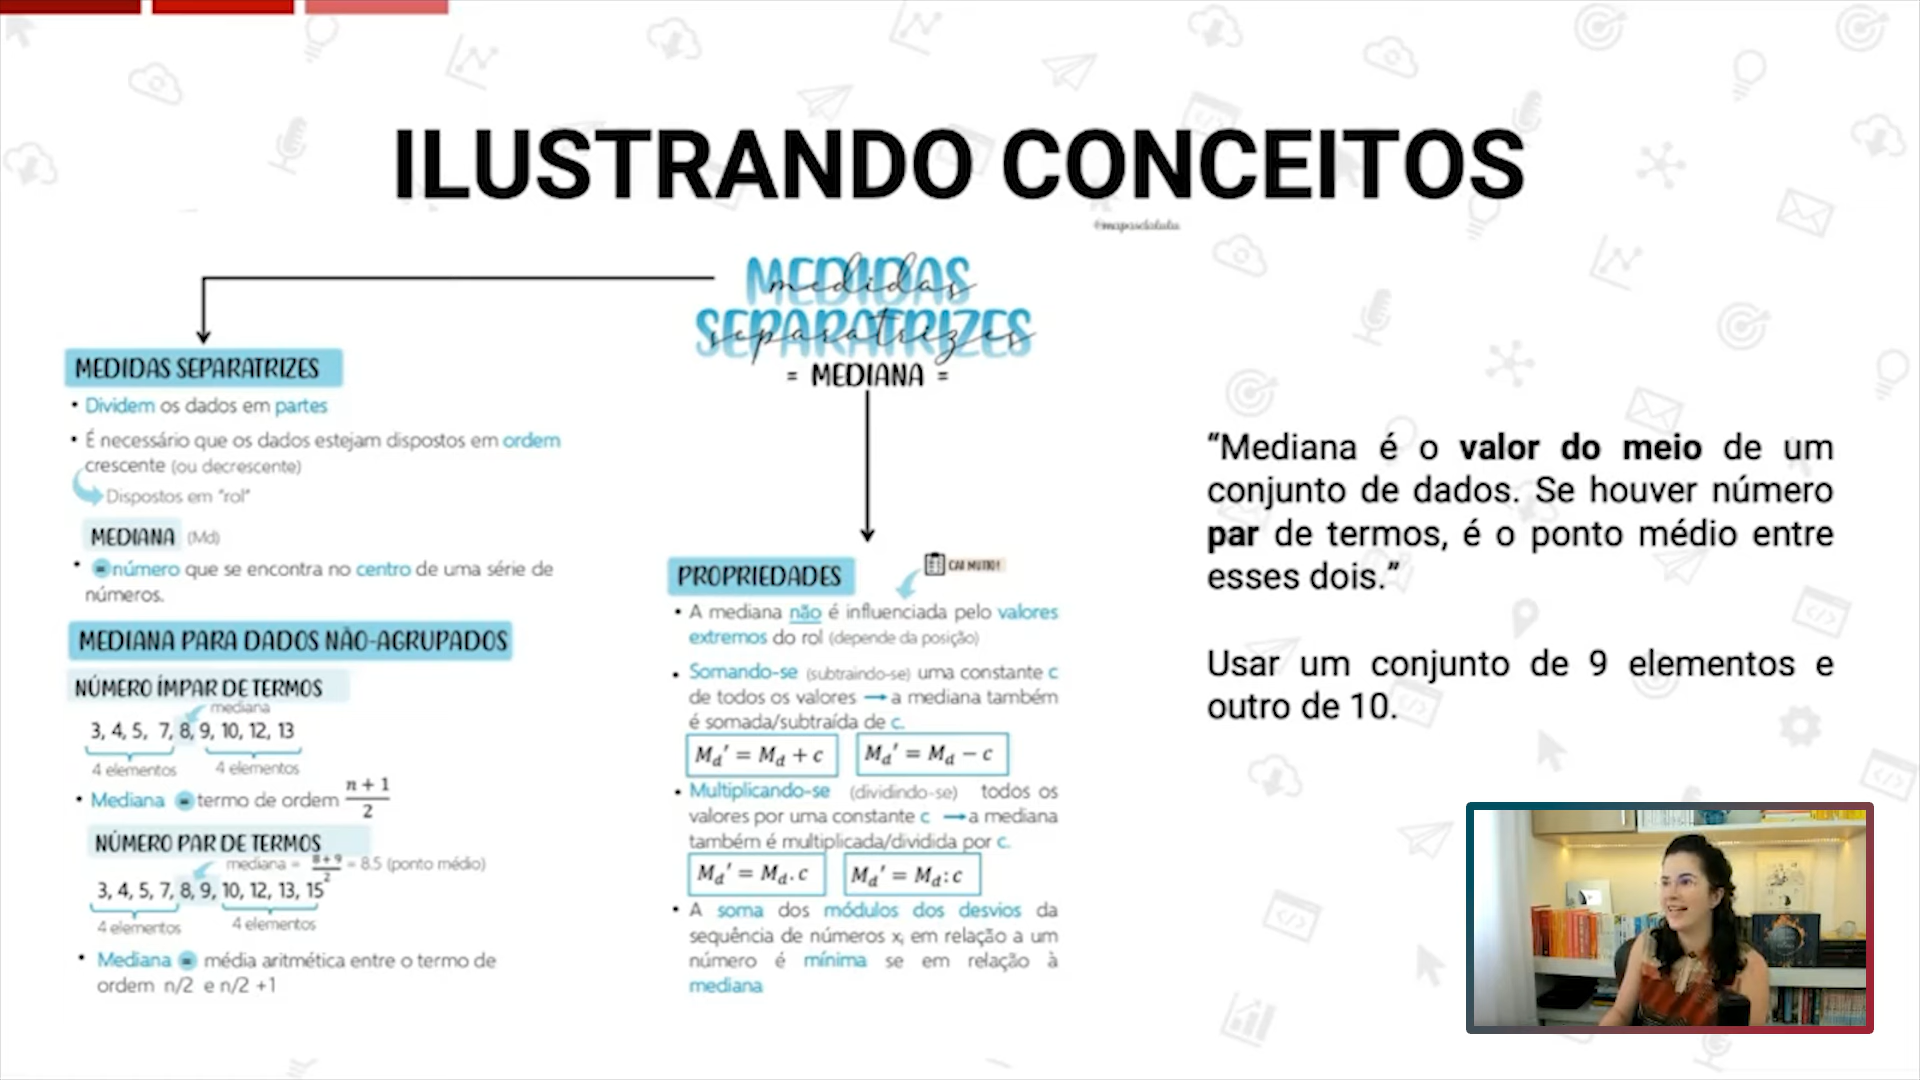 ILUSTRANDO CONCEITOS
@mapasdalulu
MEDIDAS
medidas
SEPARATRIZES
separatrizes
= MEDIANA =
MEDIDAS SEPARATRIZES
• Dividem os dados em partes
• É necessário que os dados estejam dispostos em ordem
crescente (ou decrescente)
Dispostos em "rol"
MEDIANA (Md)
• = número que se encontra no centro de uma série de
números.
MEDIANA PARA DADOS NÃO-AGRUPADOS
NÚMERO ÍMPAR DE TERMOS
mediana
3, 4, 5, 7, 8, 9, 10, 12, 13
4 elementos 4 elementos
• Mediana = termo de ordem n + 1 / 2
NÚMERO PAR DE TERMOS
mediana = 8+9 / 2 = 8.5 (ponto médio)
3, 4, 5, 7, 8, 9, 10, 12, 13, 15
4 elementos 4 elementos
• Mediana = média aritmética entre o termo de
ordem n/2 e n/2 +1
PROPRIEDADES
CAI MUITO!
• A mediana não é influenciada pelo valores
extremos do rol (depende da posição)
• Somando-se (subtraindo-se) uma constante c
de todos os valores → a mediana também
é somada/subtraída de c.
Md' = Md + c Md' = Md − c
• Multiplicando-se (dividindo-se) todos os
valores por uma constante c → a mediana
também é multiplicada/dividida por c.
Md' = Md . c Md' = Md : c
• A soma dos módulos dos desvios da
sequência de números xi em relação a um
número é mínima se em relação à
mediana
“Mediana é o valor do meio de um
conjunto de dados. Se houver número
par de termos, é o ponto médio entre
esses dois.”
Usar um conjunto de 9 elementos e
outro de 10.